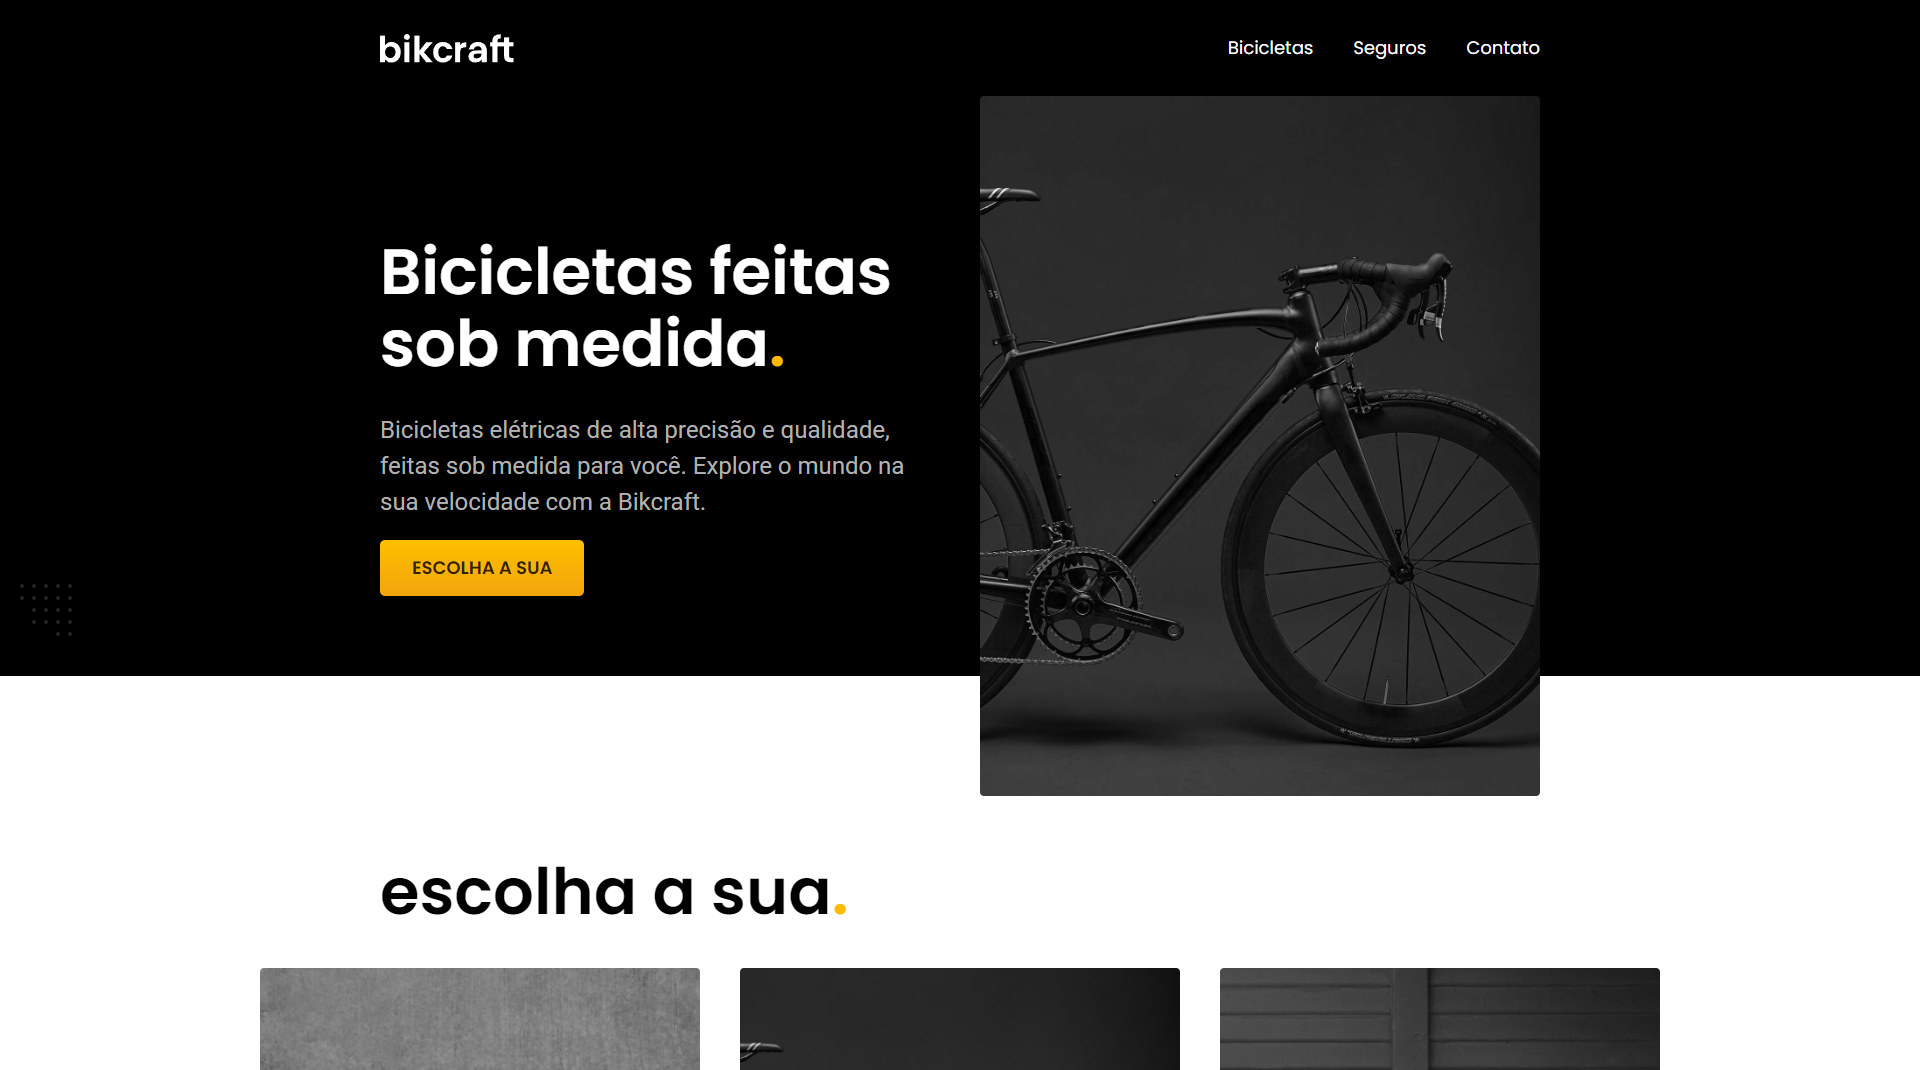 bikcraft
Bicicletas
Seguros
Contato
Bicicletas feitas
sob medida.
Bicicletas elétricas de alta precisão e qualidade,
feitas sob medida para você. Explore o mundo na
sua velocidade com a Bikcraft.
ESCOLHA A SUA
escolha a sua.